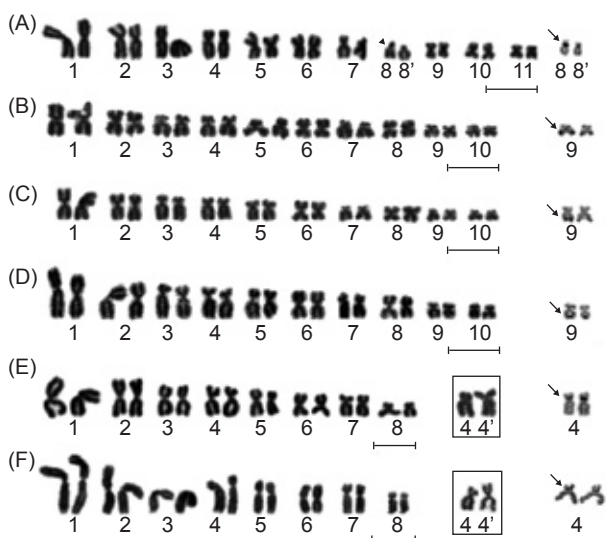 (A)
1 2 3 4 5 6 7 8 8' 9 10 11 8 8'
(B)
1 2 3 4 5 6 7 8 9 10 9
(C)
1 2 3 4 5 6 7 8 9 10 9
(D)
1 2 3 4 5 6 7 8 9 10 9
(E)
1 2 3 4 5 6 7 8 4 4' 4
(F)
1 2 3 4 5 6 7 8 4 4' 4